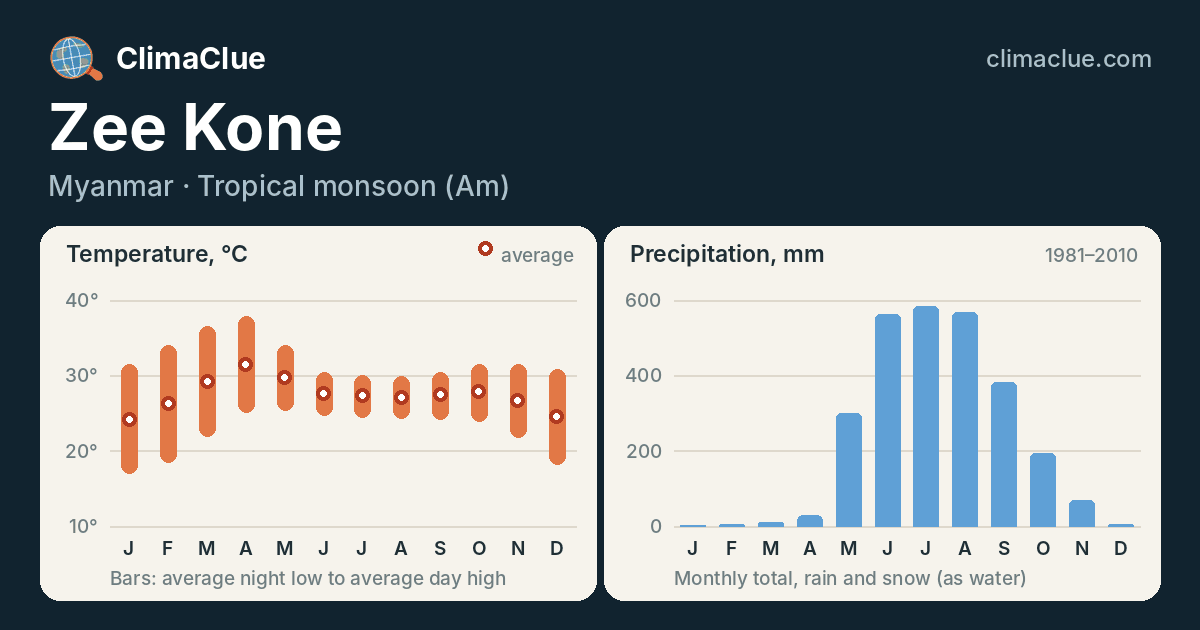 ClimaClue
climaclue.com
Zee Kone
Myanmar · Tropical monsoon (Am)
Temperature, °C
average
40°
30°
20°
10°
J F M A M J J A S O N D
Bars: average night low to average day high
Precipitation, mm
1981–2010
600
400
200
0
J F M A M J J A S O N D
Monthly total, rain and snow (as water)